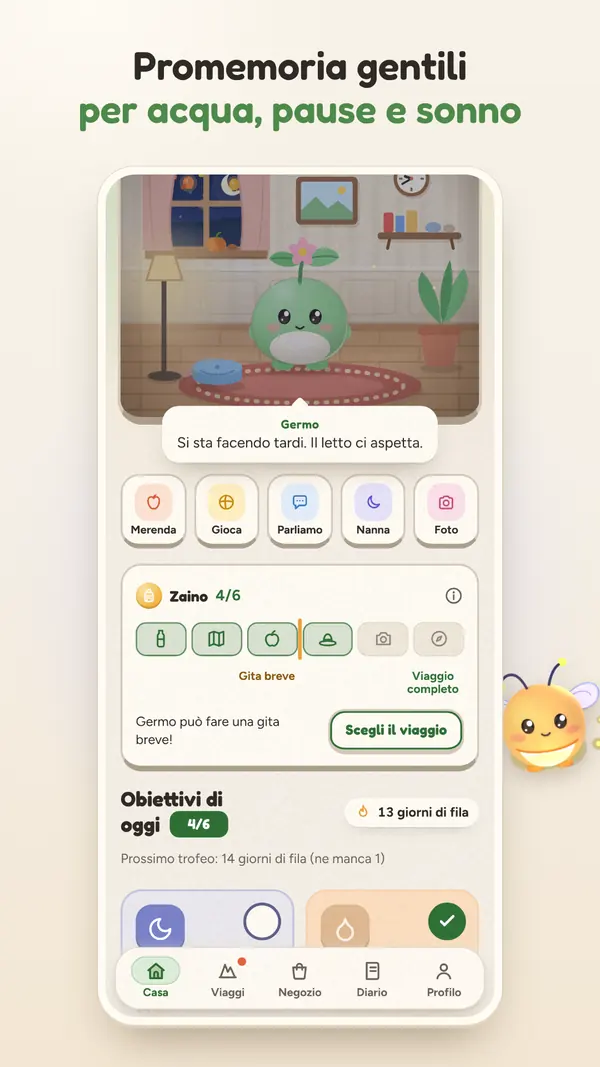 Promemoria gentili
per acqua, pause e sonno
Germo
Si sta facendo tardi. Il letto ci aspetta.
Merenda
Gioca
Parliamo
Nanna
Foto
Zaino 4/6
Gita breve
Viaggio
completo
Germo può fare una gita
breve!
Scegli il viaggio
Obiettivi di
oggi 4/6
13 giorni di fila
Prossimo trofeo: 14 giorni di fila (ne manca 1)
Casa
Viaggi
Negozio
Diario
Profilo